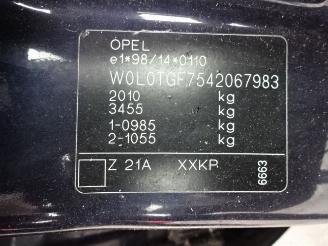 OPEL
e1*98/14*0110
W0L0TGF7542067983
2010 kg
3455 kg
1-0985 kg
2-1055 kg
Z 21A XXKP
6663